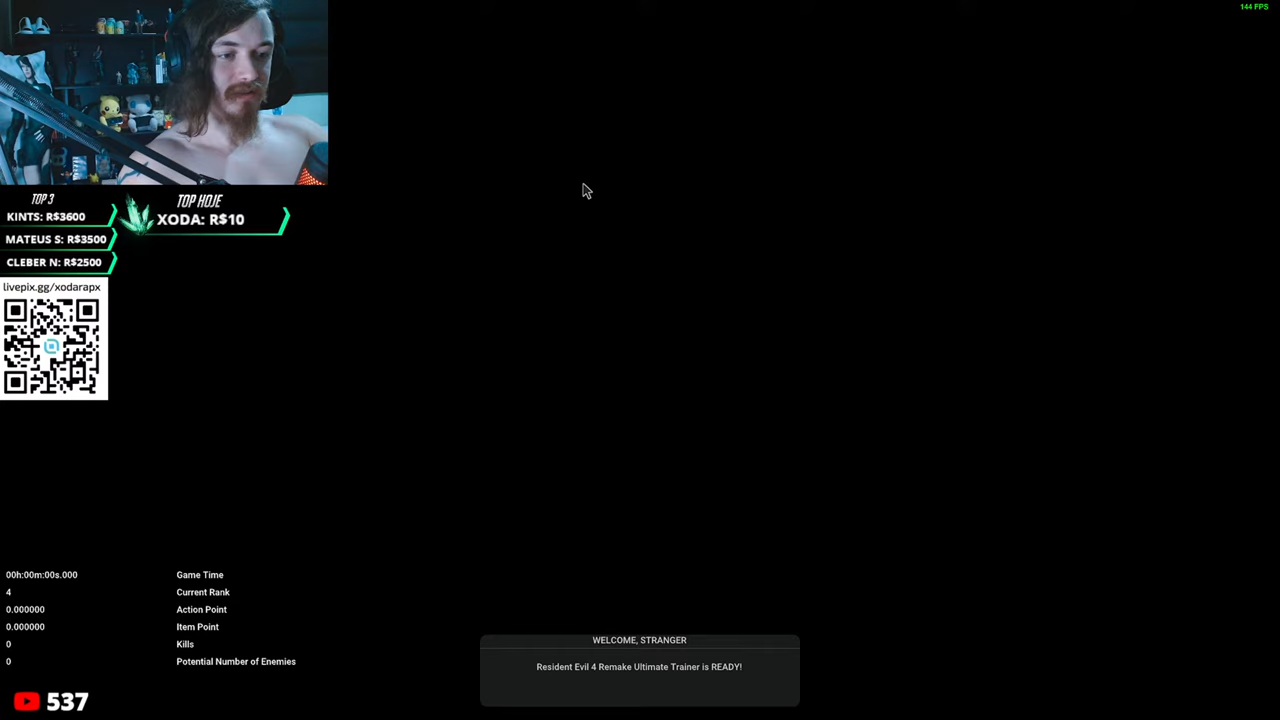 144 FPS
TOP 3
KINTS: R$3600
MATEUS S: R$3500
CLEBER N: R$2500
TOP HOJE
XODA: R$10
livepix.gg/xodarapx
00h:00m:00s.000 Game Time
4 Current Rank
0.000000 Action Point
0.000000 Item Point
0 Kills
0 Potential Number of Enemies
WELCOME, STRANGER
Resident Evil 4 Remake Ultimate Trainer is READY!
537